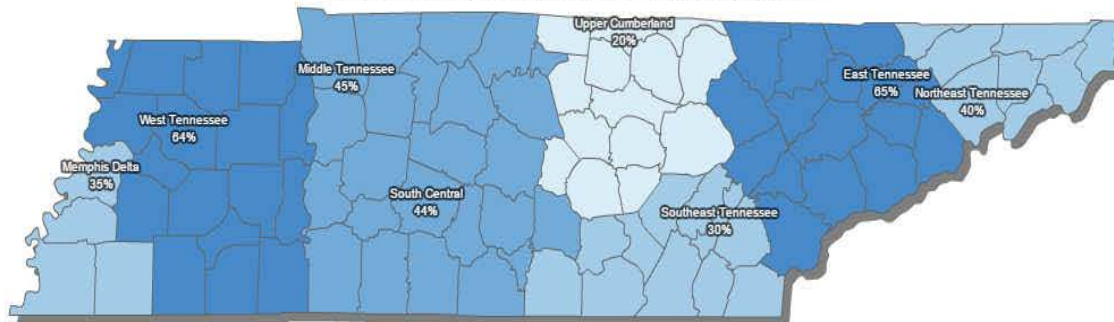 Upper Cumberland
20%
Middle Tennessee
45%
East Tennessee
65%
Northeast Tennessee
40%
West Tennessee
64%
Memphis Delta
35%
South Central
44%
Southeast Tennessee
30%